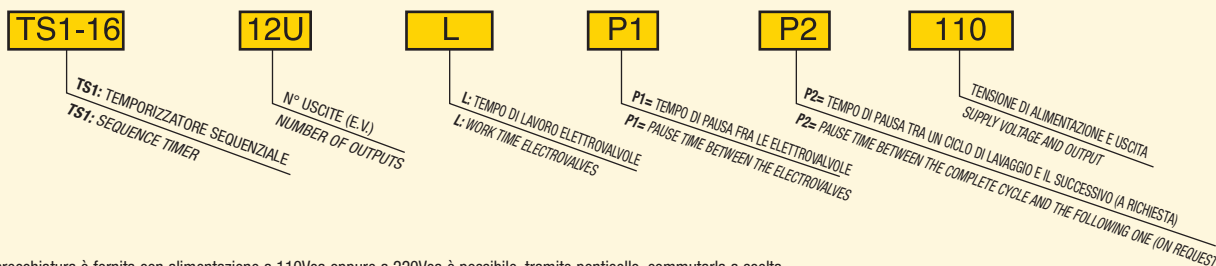 TS1-16 12U L P1 P2 110
TS1: TEMPORIZZATORE SEQUENZIALE
TS1: SEQUENCE TIMER
N° USCITE (E.V.)
NUMBER OF OUTPUTS
L: TEMPO DI LAVORO ELETTROVALVOLE
L: WORK TIME ELECTROVALVES
P1= TEMPO DI PAUSA FRA LE ELETTROVALVOLE
P1= PAUSE TIME BETWEEN THE ELECTROVALVES
P2= TEMPO DI PAUSA TRA UN CICLO DI LAVAGGIO E IL SUCCESSIVO (A RICHIESTA)
P2= PAUSE TIME BETWEEN THE COMPLETE CYCLE AND THE FOLLOWING ONE (ON REQUEST
TENSIONE DI ALIMENTAZIONE E USCITA
SUPPLY VOLTAGE AND OUTPUT